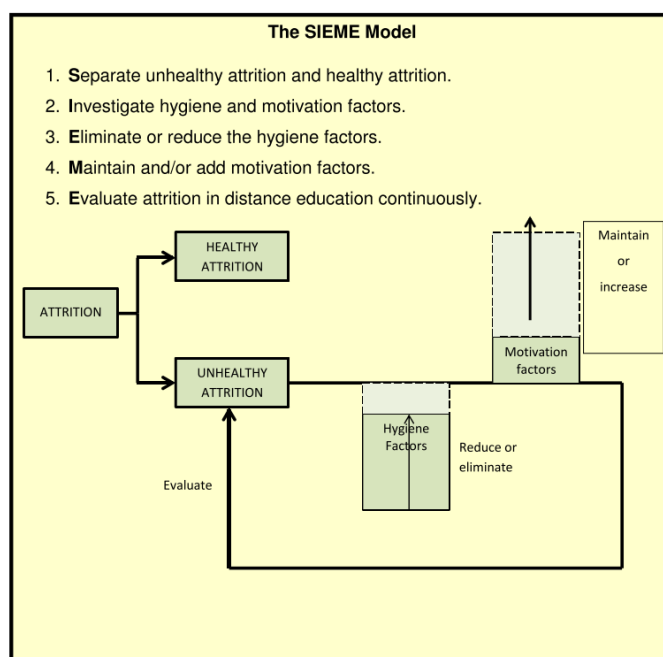 The SIEME Model
1. Separate unhealthy attrition and healthy attrition.
2. Investigate hygiene and motivation factors.
3. Eliminate or reduce the hygiene factors.
4. Maintain and/or add motivation factors.
5. Evaluate attrition in distance education continuously.
HEALTHY
ATTRITION
Maintain
or
increase
ATTRITION
Motivation
factors
UNHEALTHY
ATTRITION
Hygiene
Factors
Reduce or
eliminate
Evaluate